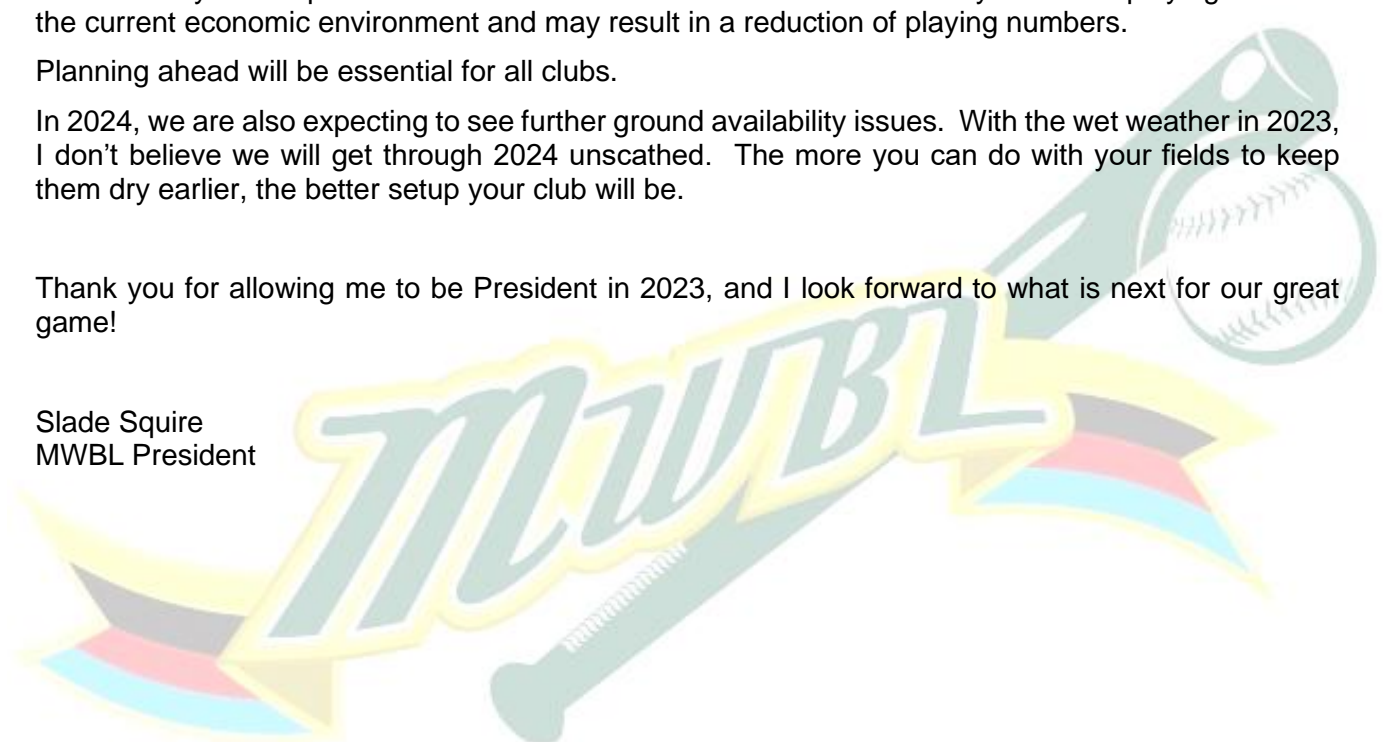 the current economic environment and may result in a reduction of playing numbers.
Planning ahead will be essential for all clubs.
In 2024, we are also expecting to see further ground availability issues.  With the wet weather in 2023,
I don't believe we will get through 2024 unscathed.  The more you can do with your fields to keep
them dry earlier, the better setup your club will be.
Thank you for allowing me to be President in 2023, and I look forward to what is next for our great
game!
Slade Squire
MWBL President
MWBL